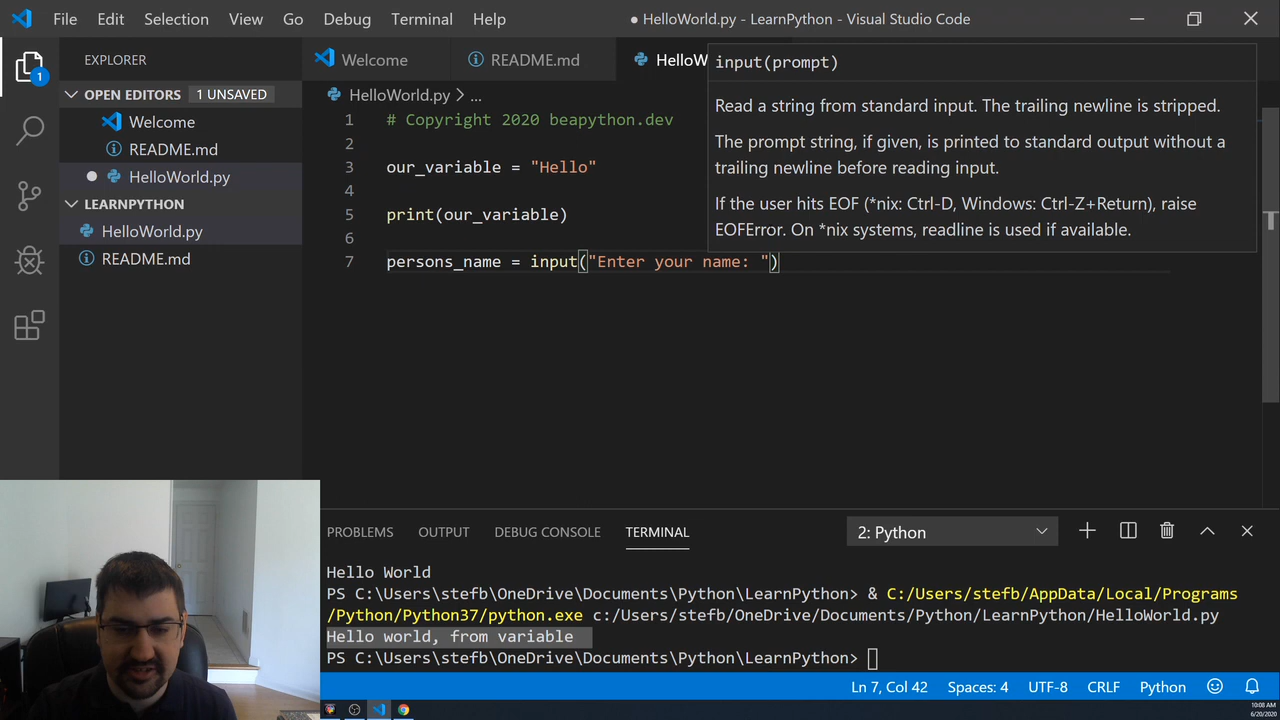 File Edit Selection View Go Debug Terminal Help
● HelloWorld.py - LearnPython - Visual Studio Code
EXPLORER
OPEN EDITORS 1 UNSAVED
Welcome
README.md
HelloWorld.py
LEARNPYTHON
HelloWorld.py
README.md
1
Welcome README.md HelloW
HelloWorld.py > ...
1 # Copyright 2020 beapython.dev
2
3 our_variable = "Hello"
4
5 print(our_variable)
6
7 persons_name = input("Enter your name: ")
input(prompt)
Read a string from standard input. The trailing newline is stripped.
The prompt string, if given, is printed to standard output without a
trailing newline before reading input.
If the user hits EOF (*nix: Ctrl-D, Windows: Ctrl-Z+Return), raise
EOFError. On *nix systems, readline is used if available.
PROBLEMS OUTPUT DEBUG CONSOLE TERMINAL 2: Python
Hello World
PS C:\Users\stefb\OneDrive\Documents\Python\LearnPython> & C:/Users/stefb/AppData/Local/Programs
/Python/Python37/python.exe c:/Users/stefb/OneDrive/Documents/Python/LearnPython/HelloWorld.py
Hello world, from variable
PS C:\Users\stefb\OneDrive\Documents\Python\LearnPython>
Ln 7, Col 42 Spaces: 4 UTF-8 CRLF Python
10:08 AM
6/20/2020